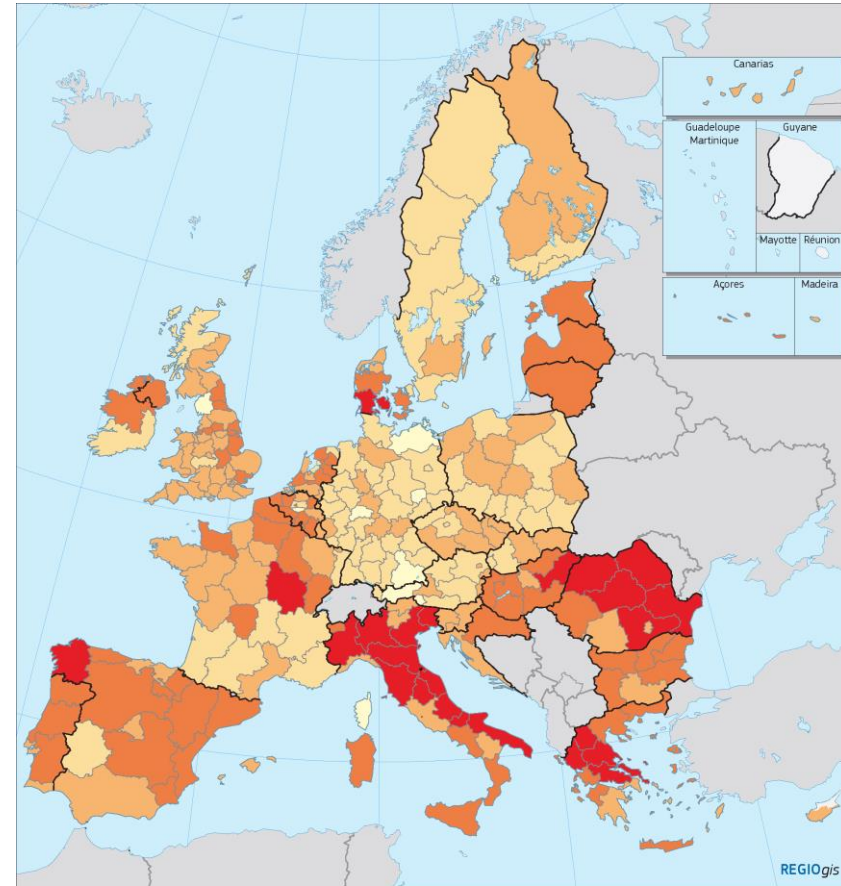 Canarias
Guadeloupe
Martinique
Guyane
Mayotte
Réunion
Açores
Madeira
REGIOgis